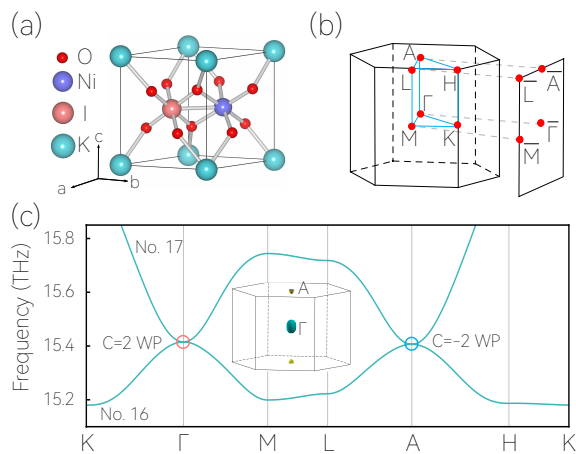 (a)
O
Ni
I
K
c
a
b
(b)
A
L
H
Γ
M
K
A̅
L̅
Γ̅
M̅
(c)
Frequency (THz)
15.8
15.6
15.4
15.2
No. 17
C=2 WP
No. 16
A
Γ
C=-2 WP
K Γ M L A H K